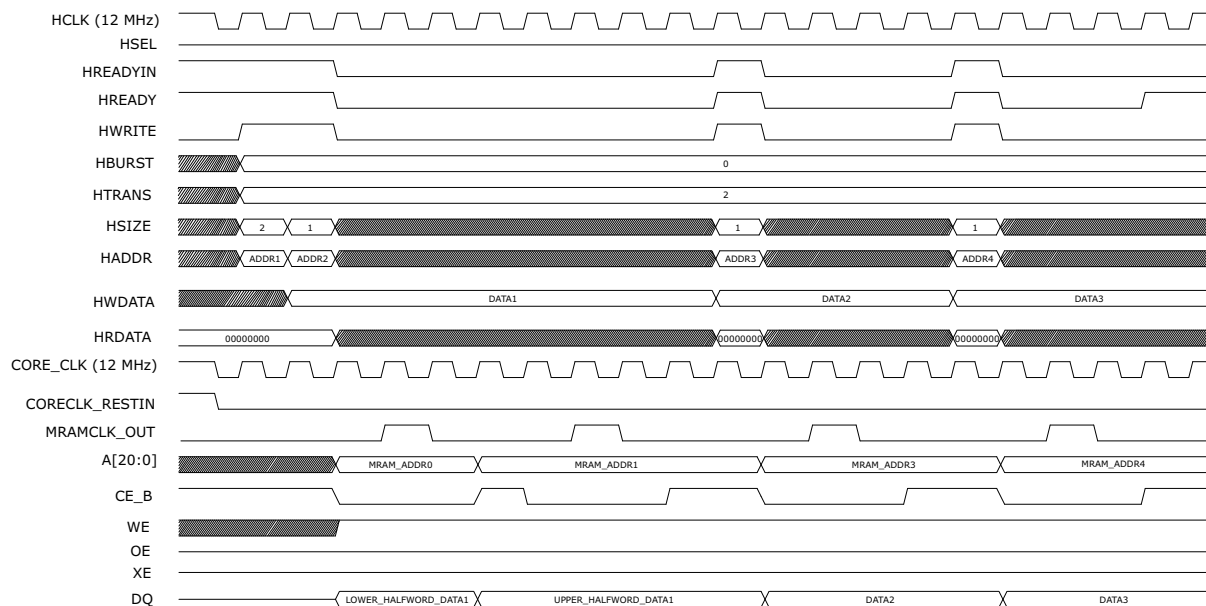 HCLK (12 MHz)
HSEL
HREADYIN
HREADY
HWRITE
HBURST 0
HTRANS 2
HSIZE 2 1 1 1
HADDR ADDR1 ADDR2 ADDR3 ADDR4
HWDATA DATA1 DATA2 DATA3
HRDATA 00000000 00000000 00000000
CORE_CLK (12 MHz)
CORECLK_RESTIN
MRAMCLK_OUT
A[20:0] MRAM_ADDR0 MRAM_ADDR1 MRAM_ADDR3 MRAM_ADDR4
CE_B
WE
OE
XE
DQ LOWER_HALFWORD_DATA1 UPPER_HALFWORD_DATA1 DATA2 DATA3